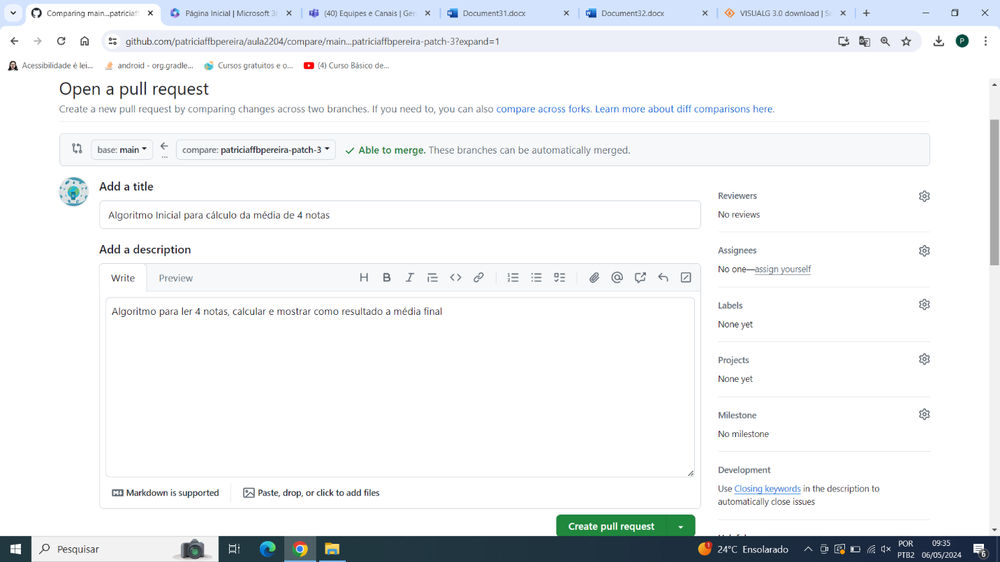 Comparing main...patriciaff
Página Inicial | Microsoft 36
(40) Equipes e Canais | Ger
Document31.docx
Document32.docx
VISUALG 3.0 download | So
github.com/patriciaffbpereira/aula2204/compare/main...patriciaffbpereira-patch-3?expand=1
P
Acessibilidade é lei...
android - org.gradle...
Cursos gratuitos e o...
(4) Curso Básico de...
Open a pull request
Create a new pull request by comparing changes across two branches. If you need to, you can also compare across forks. Learn more about diff comparisons here.
base: main
compare: patriciaffbpereira-patch-3
Able to merge. These branches can be automatically merged.
Add a title
Algoritmo Inicial para cálculo da média de 4 notas
Add a description
Write
Preview
Algoritmo para ler 4 notas, calcular e mostrar como resultado a média final
Markdown is supported
Paste, drop, or click to add files
Create pull request
Reviewers
No reviews
Assignees
No one—assign yourself
Labels
None yet
Projects
None yet
Milestone
No milestone
Development
Use Closing keywords in the description to
automatically close issues
Pesquisar
1
24°C Ensolarado
POR
PTB2
09:35
06/05/2024
6